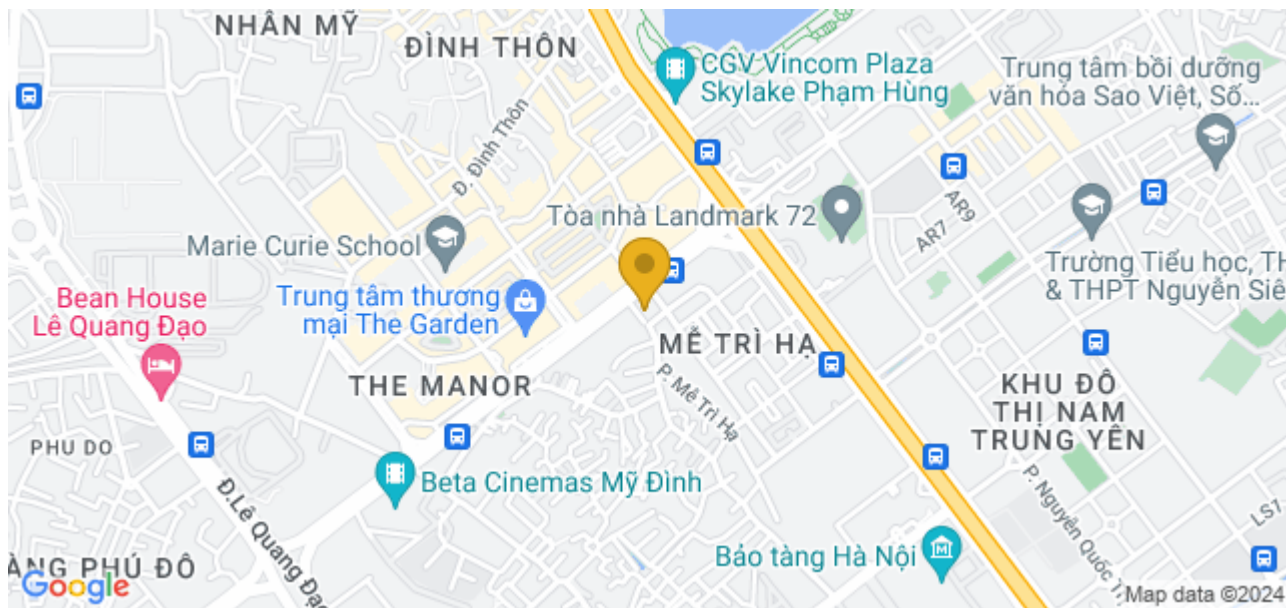 NHÂN MỸ
ĐÌNH THÔN
CGV Vincom Plaza
Skylake Phạm Hùng
Trung tâm bồi dưỡng
văn hóa Sao Việt, Số...
Đ. Đình Thôn
Tòa nhà Landmark 72
AR9
AR7
Marie Curie School
Trường Tiểu học, TH
& THPT Nguyễn Siê
Bean House
Lê Quang Đạo
Trung tâm thương
mại The Garden
MỄ TRÌ HẠ
THE MANOR
P. Mễ Trì Hạ
KHU ĐÔ
THỊ NAM
TRUNG YÊN
PHU DO
Beta Cinemas Mỹ Đình
P. Nguyễn Quốc T
LS1
Đ.Lê Quang Đạo
Bảo tàng Hà Nội
ÀNG PHÚ ĐÔ
Google
Map data ©2024